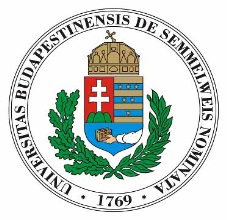 UNIVERSITAS BUDAPESTINENSIS DE SEMMELWEIS NOMINATA
· 1769 ·